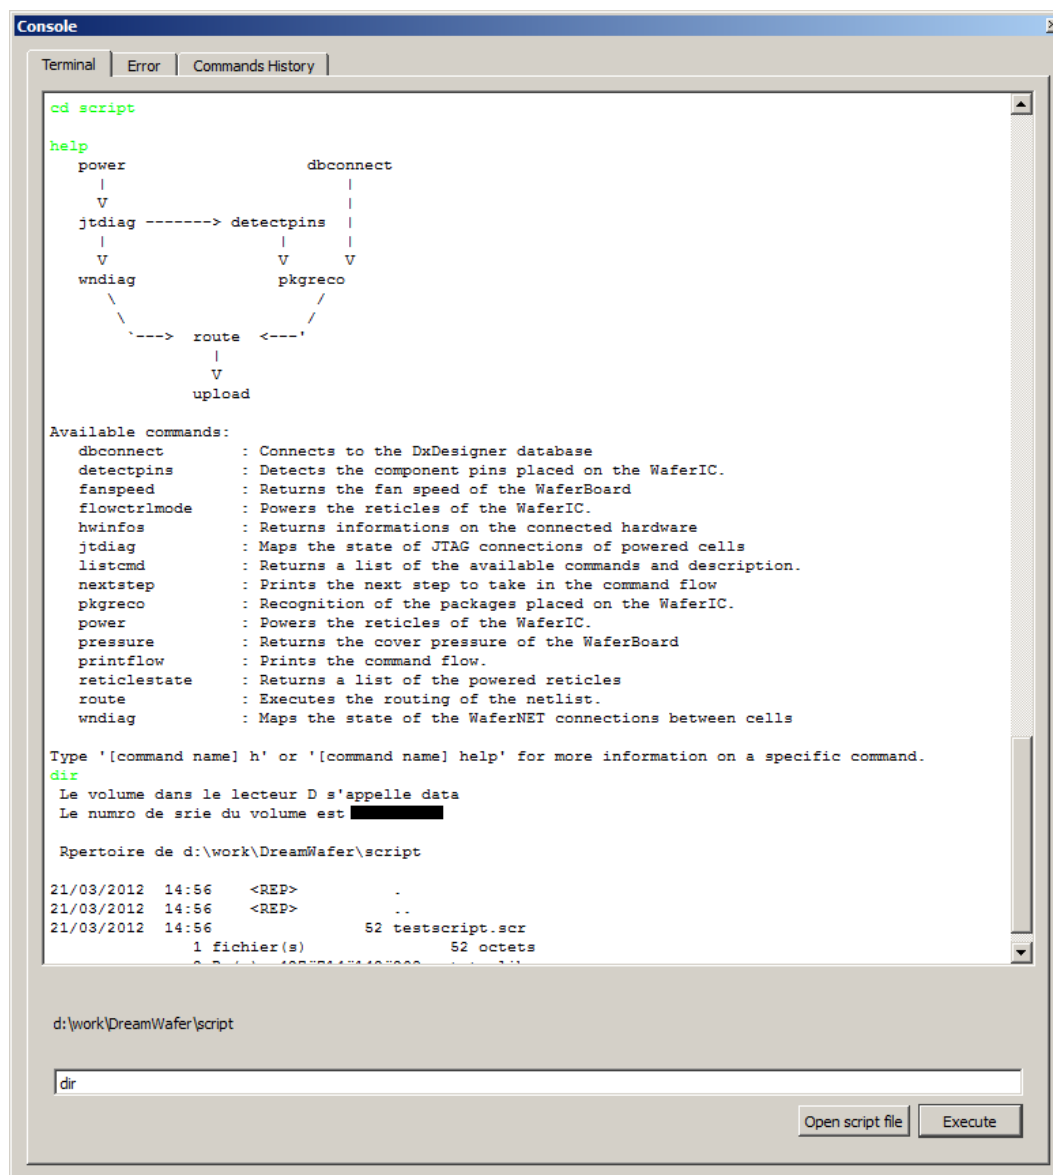 Console
Terminal Error Commands History
cd script
help
   power                   dbconnect
     |                         |
     V                         |
   jtdiag -------> detectpins  |
     |                  |      |
     V                  V      V
   wndiag               pkgreco
      \                     /
       \                   /
        `---> route <---'
                 |
                 V
               upload
Available commands:
dbconnect : Connects to the DxDesigner database
detectpins : Detects the component pins placed on the WaferIC.
fanspeed : Returns the fan speed of the WaferBoard
flowctrlmode : Powers the reticles of the WaferIC.
hwinfos : Returns informations on the connected hardware
jtdiag : Maps the state of JTAG connections of powered cells
listcmd : Returns a list of the available commands and description.
nextstep : Prints the next step to take in the command flow
pkgreco : Recognition of the packages placed on the WaferIC.
power : Powers the reticles of the WaferIC.
pressure : Returns the cover pressure of the WaferBoard
printflow : Prints the command flow.
reticlestate : Returns a list of the powered reticles
route : Executes the routing of the netlist.
wndiag : Maps the state of the WaferNET connections between cells
Type '[command name] h' or '[command name] help' for more information on a specific command.
dir
Le volume dans le lecteur D s'appelle data
Le numro de srie du volume est
Rpertoire de d:\work\DreamWafer\script
21/03/2012 14:56 <REP> .
21/03/2012 14:56 <REP> ..
21/03/2012 14:56 52 testscript.scr
1 fichier(s) 52 octets
d:\work\DreamWafer\script
dir
Open script file Execute